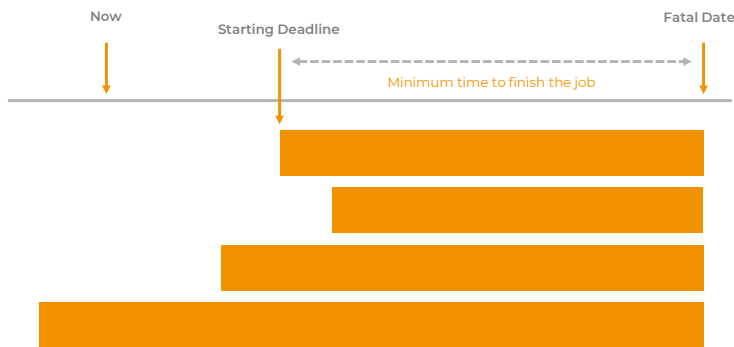 Now
Starting Deadline
Fatal Date
Minimum time to finish the job